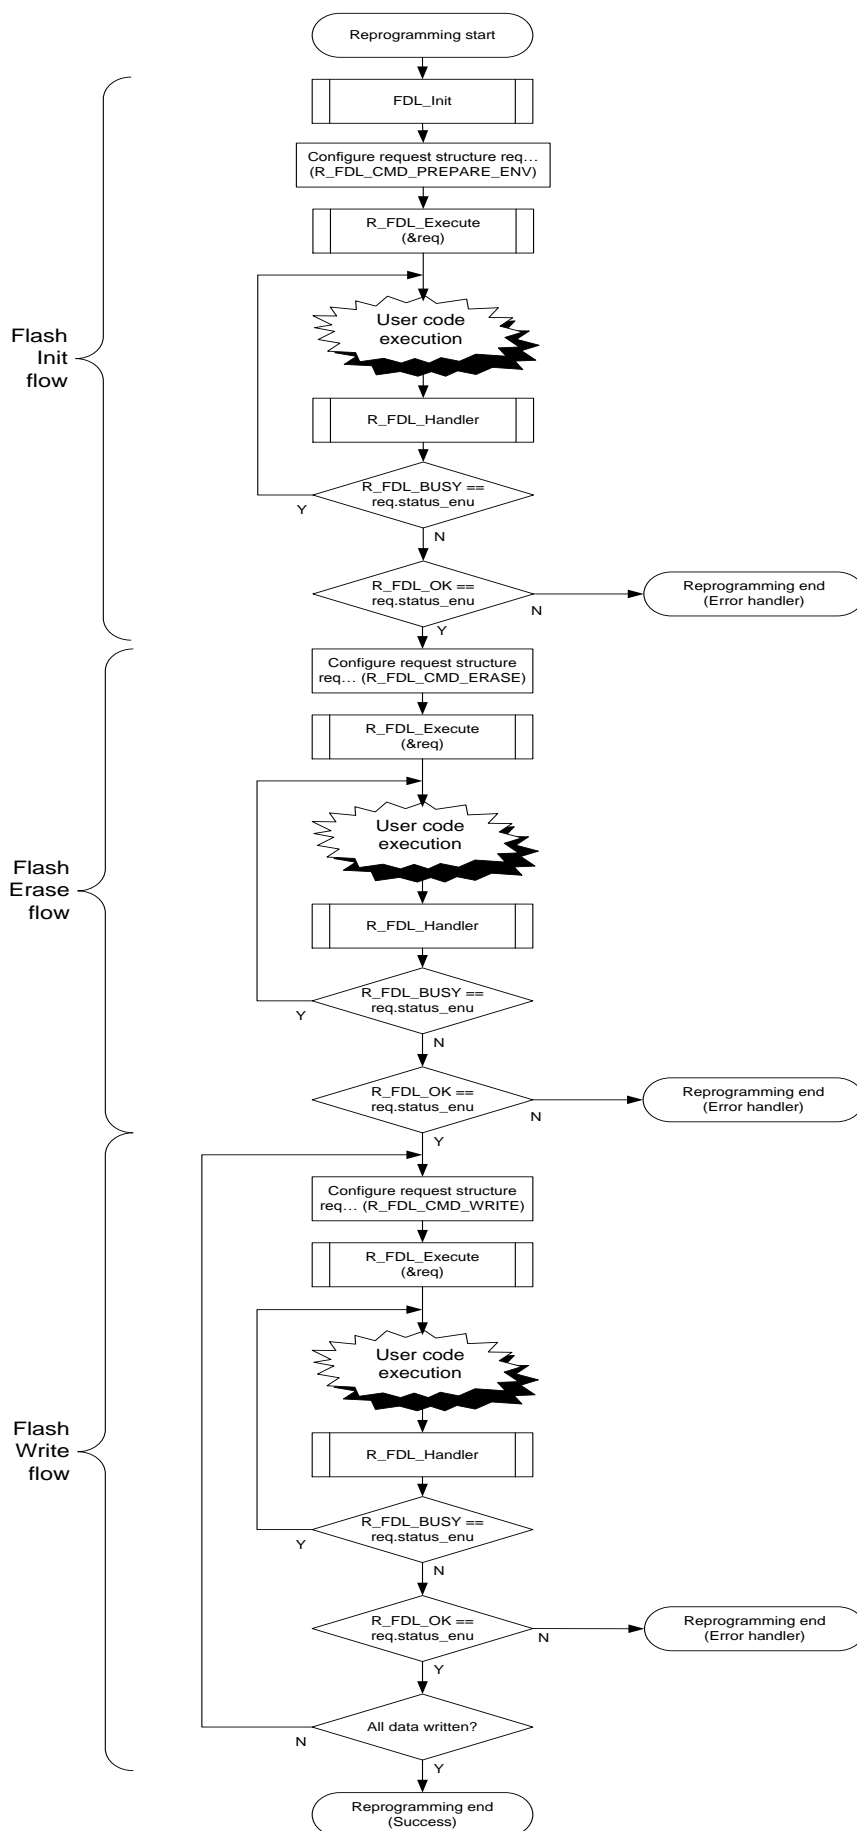 Reprogramming start
FDL_Init
Configure request structure req…
(R_FDL_CMD_PREPARE_ENV)
R_FDL_Execute
(&req)
User code
execution
Flash
Init
flow
R_FDL_Handler
R_FDL_BUSY ==
req.status_enu
Y
N
R_FDL_OK ==
req.status_enu
N
Y
Reprogramming end
(Error handler)
Configure request structure
req… (R_FDL_CMD_ERASE)
R_FDL_Execute
(&req)
User code
execution
Flash
Erase
flow
R_FDL_Handler
R_FDL_BUSY ==
req.status_enu
Y
N
R_FDL_OK ==
req.status_enu
N
Y
Reprogramming end
(Error handler)
Configure request structure
req… (R_FDL_CMD_WRITE)
R_FDL_Execute
(&req)
User code
execution
Flash
Write
flow
R_FDL_Handler
R_FDL_BUSY ==
req.status_enu
Y
N
R_FDL_OK ==
req.status_enu
N
Y
Reprogramming end
(Error handler)
All data written?
N
Y
Reprogramming end
(Success)